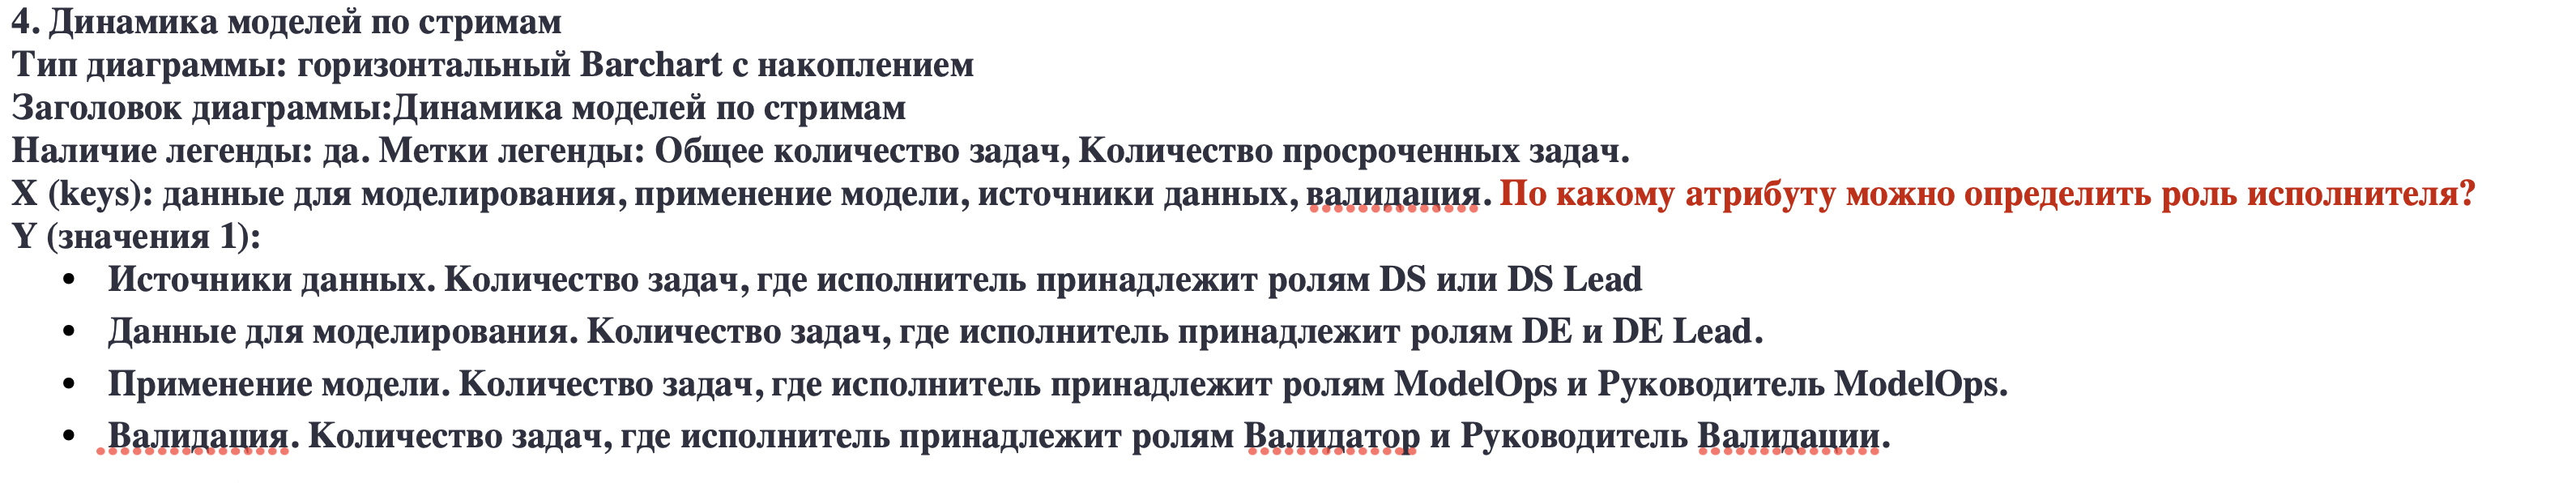 4. Динамика моделей по стримам
Тип диаграммы: горизонтальный Barchart с накоплением
Заголовок диаграммы:Динамика моделей по стримам
Наличие легенды: да. Метки легенды: Общее количество задач, Количество просроченных задач.
X (keys): данные для моделирования, применение модели, источники данных, валидация. По какому атрибуту можно определить роль исполнителя?
Y (значения 1):
• Источники данных. Количество задач, где исполнитель принадлежит ролям DS или DS Lead
• Данные для моделирования. Количество задач, где исполнитель принадлежит ролям DE и DE Lead.
• Применение модели. Количество задач, где исполнитель принадлежит ролям ModelOps и Руководитель ModelOps.
• Валидация. Количество задач, где исполнитель принадлежит ролям Валидатор и Руководитель Валидации.